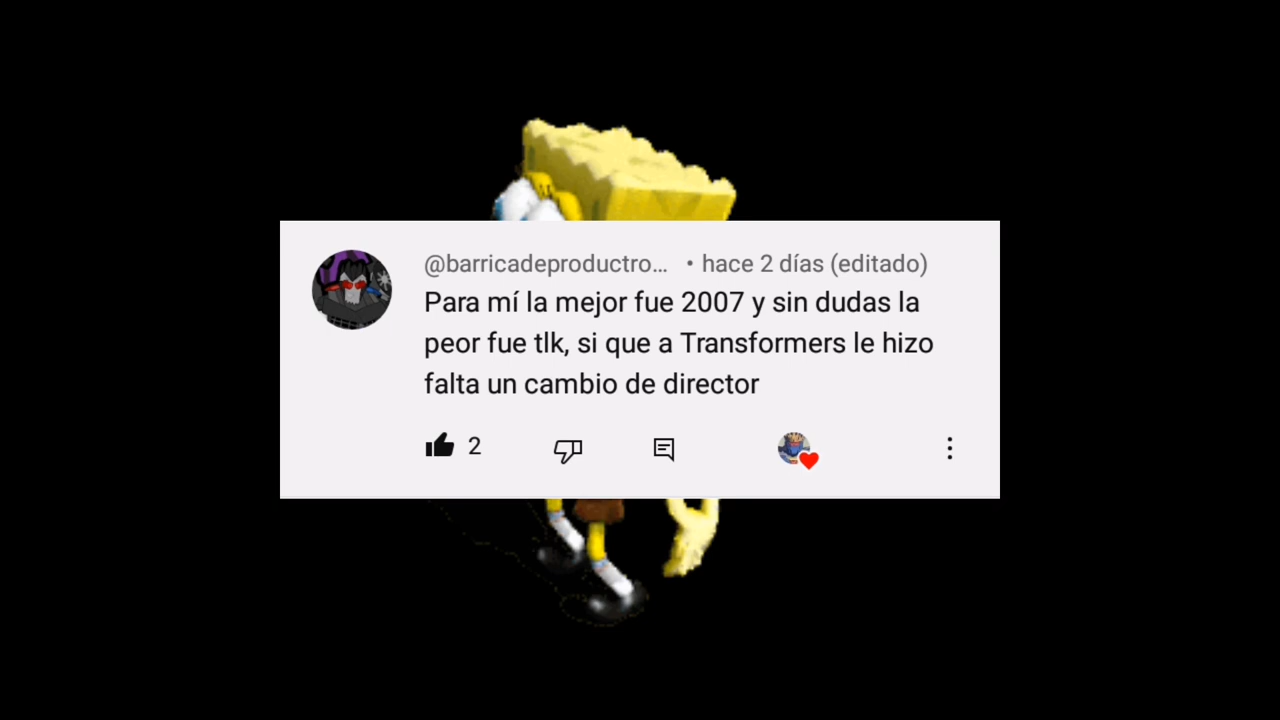 @barricadeproductro... • hace 2 días (editado)
Para mí la mejor fue 2007 y sin dudas la
peor fue tlk, si que a Transformers le hizo
falta un cambio de director
2